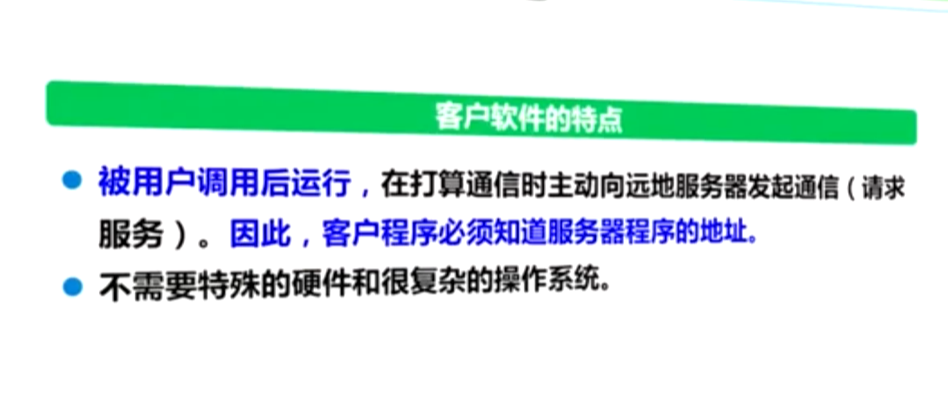 客户软件的特点
被用户调用后运行，在打算通信时主动向远地服务器发起通信（请求
服务）。因此，客户程序必须知道服务器程序的地址。
不需要特殊的硬件和很复杂的操作系统。